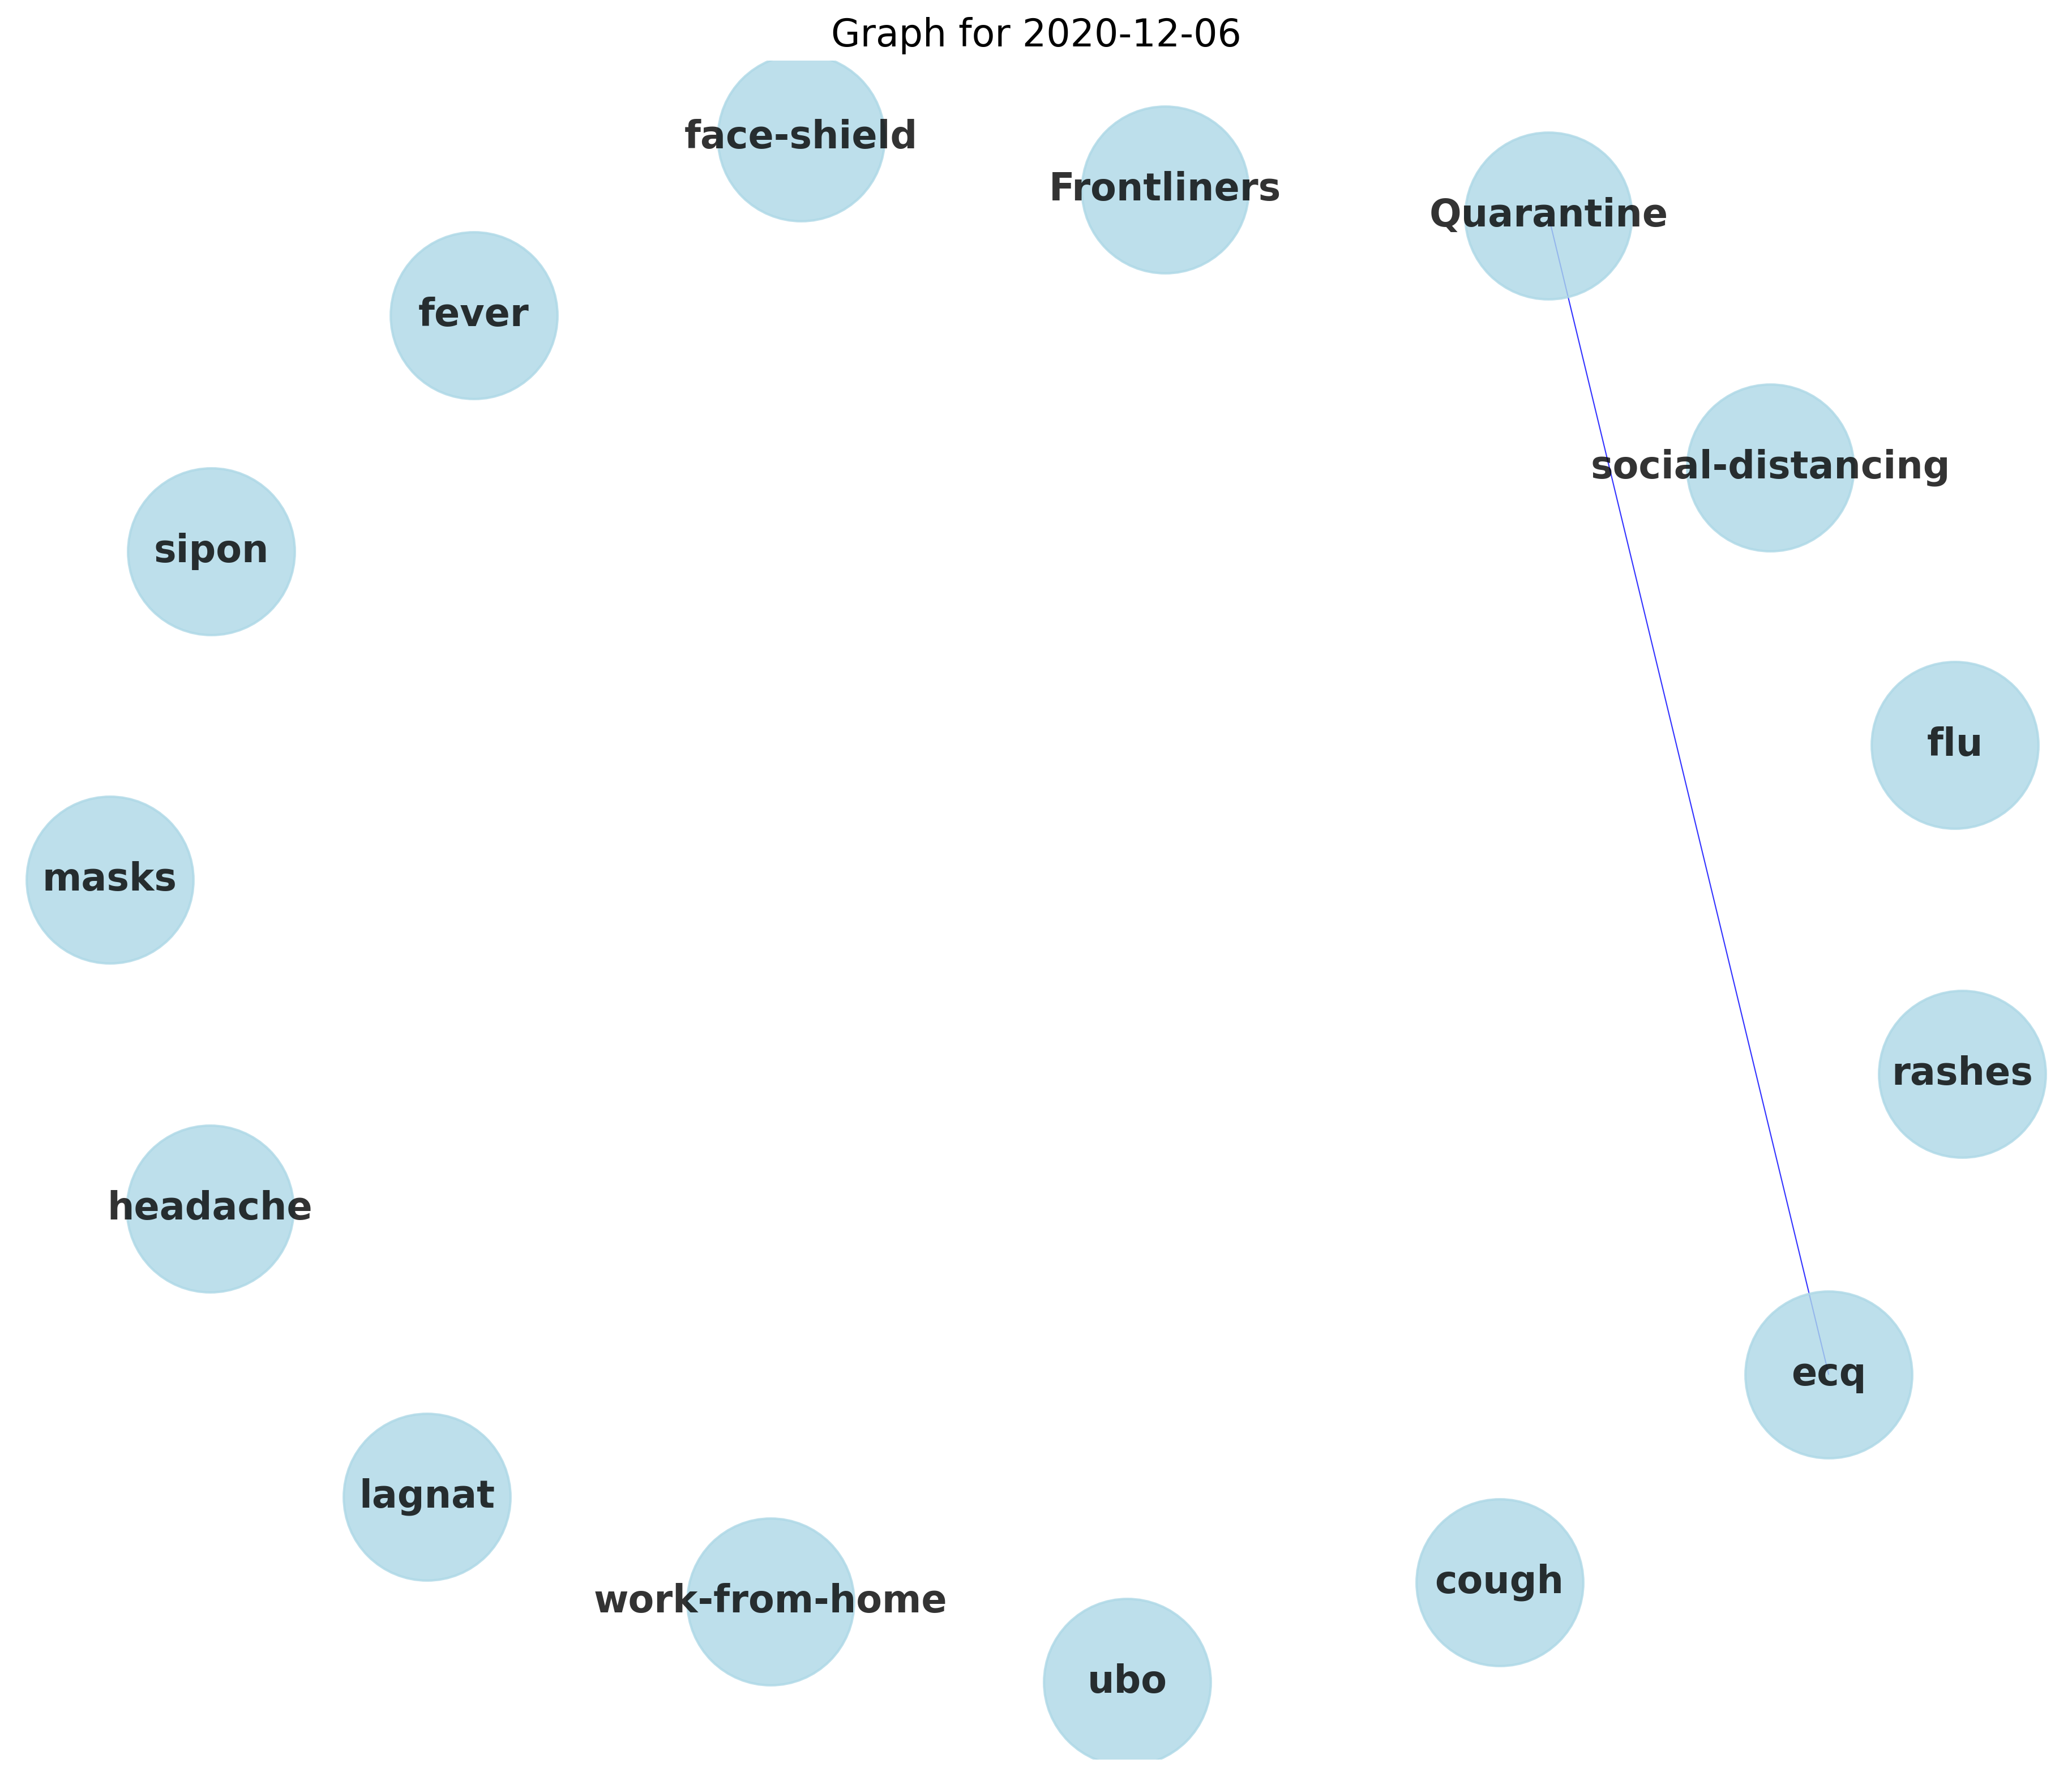 Graph for 2020-12-06
face-shield
Frontliners
Quarantine
fever
social-distancing
sipon
flu
masks
rashes
headache
ecq
lagnat
cough
work-from-home
ubo